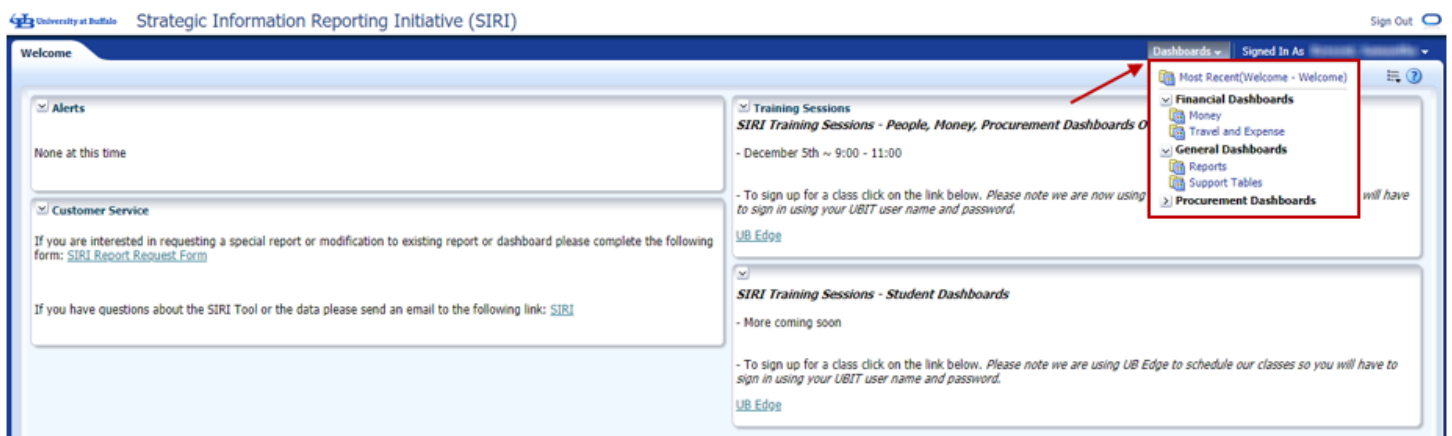 University at Buffalo Strategic Information Reporting Initiative (SIRI) Sign Out
Welcome
Dashboards Signed In As
Most Recent(Welcome - Welcome)
Financial Dashboards
Money
Travel and Expense
General Dashboards
Reports
Support Tables
Procurement Dashboards
Alerts
None at this time
Customer Service
If you are interested in requesting a special report or modification to existing report or dashboard please complete the following
form: SIRI Report Request Form
If you have questions about the SIRI Tool or the data please send an email to the following link: SIRI
Training Sessions
SIRI Training Sessions - People, Money, Procurement Dashboards O
- December 5th ~ 9:00 - 11:00
- To sign up for a class click on the link below. Please note we are now using will have
to sign in using your UBIT user name and password.
UB Edge
SIRI Training Sessions - Student Dashboards
- More coming soon
- To sign up for a class click on the link below. Please note we are using UB Edge to schedule our classes so you will have to
sign in using your UBIT user name and password.
UB Edge